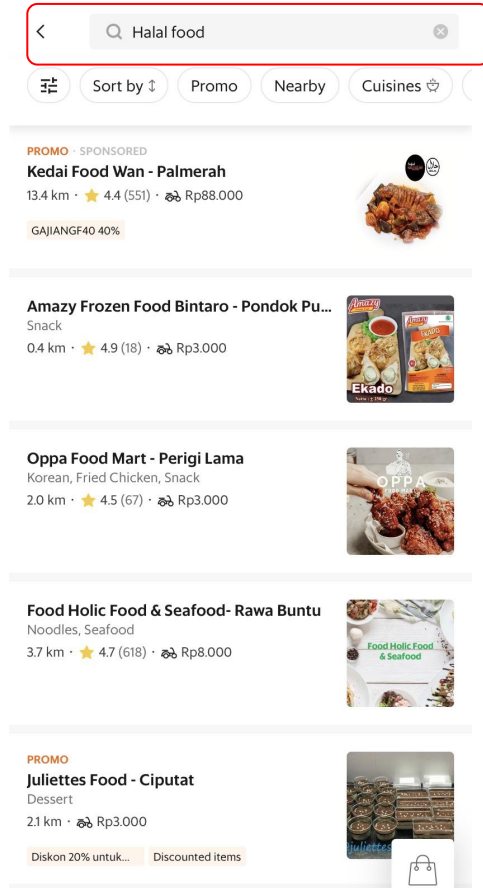 Halal food
Sort by
Promo
Nearby
Cuisines
PROMO · SPONSORED
Kedai Food Wan - Palmerah
13.4 km · 4.4 (551) · Rp88.000
GAJIANGF40 40%
Amazy Frozen Food Bintaro - Pondok Pu...
Snack
0.4 km · 4.9 (18) · Rp3.000
Amazy
Amazy
Ekado
Oppa Food Mart - Perigi Lama
Korean, Fried Chicken, Snack
2.0 km · 4.5 (67) · Rp3.000
OPPA
FOOD MART
Food Holic Food & Seafood- Rawa Buntu
Noodles, Seafood
3.7 km · 4.7 (618) · Rp8.000
Food Holic Food
& Seafood
PROMO
Juliettes Food - Ciputat
Dessert
2.1 km · Rp3.000
Diskon 20% untuk...
Discounted items